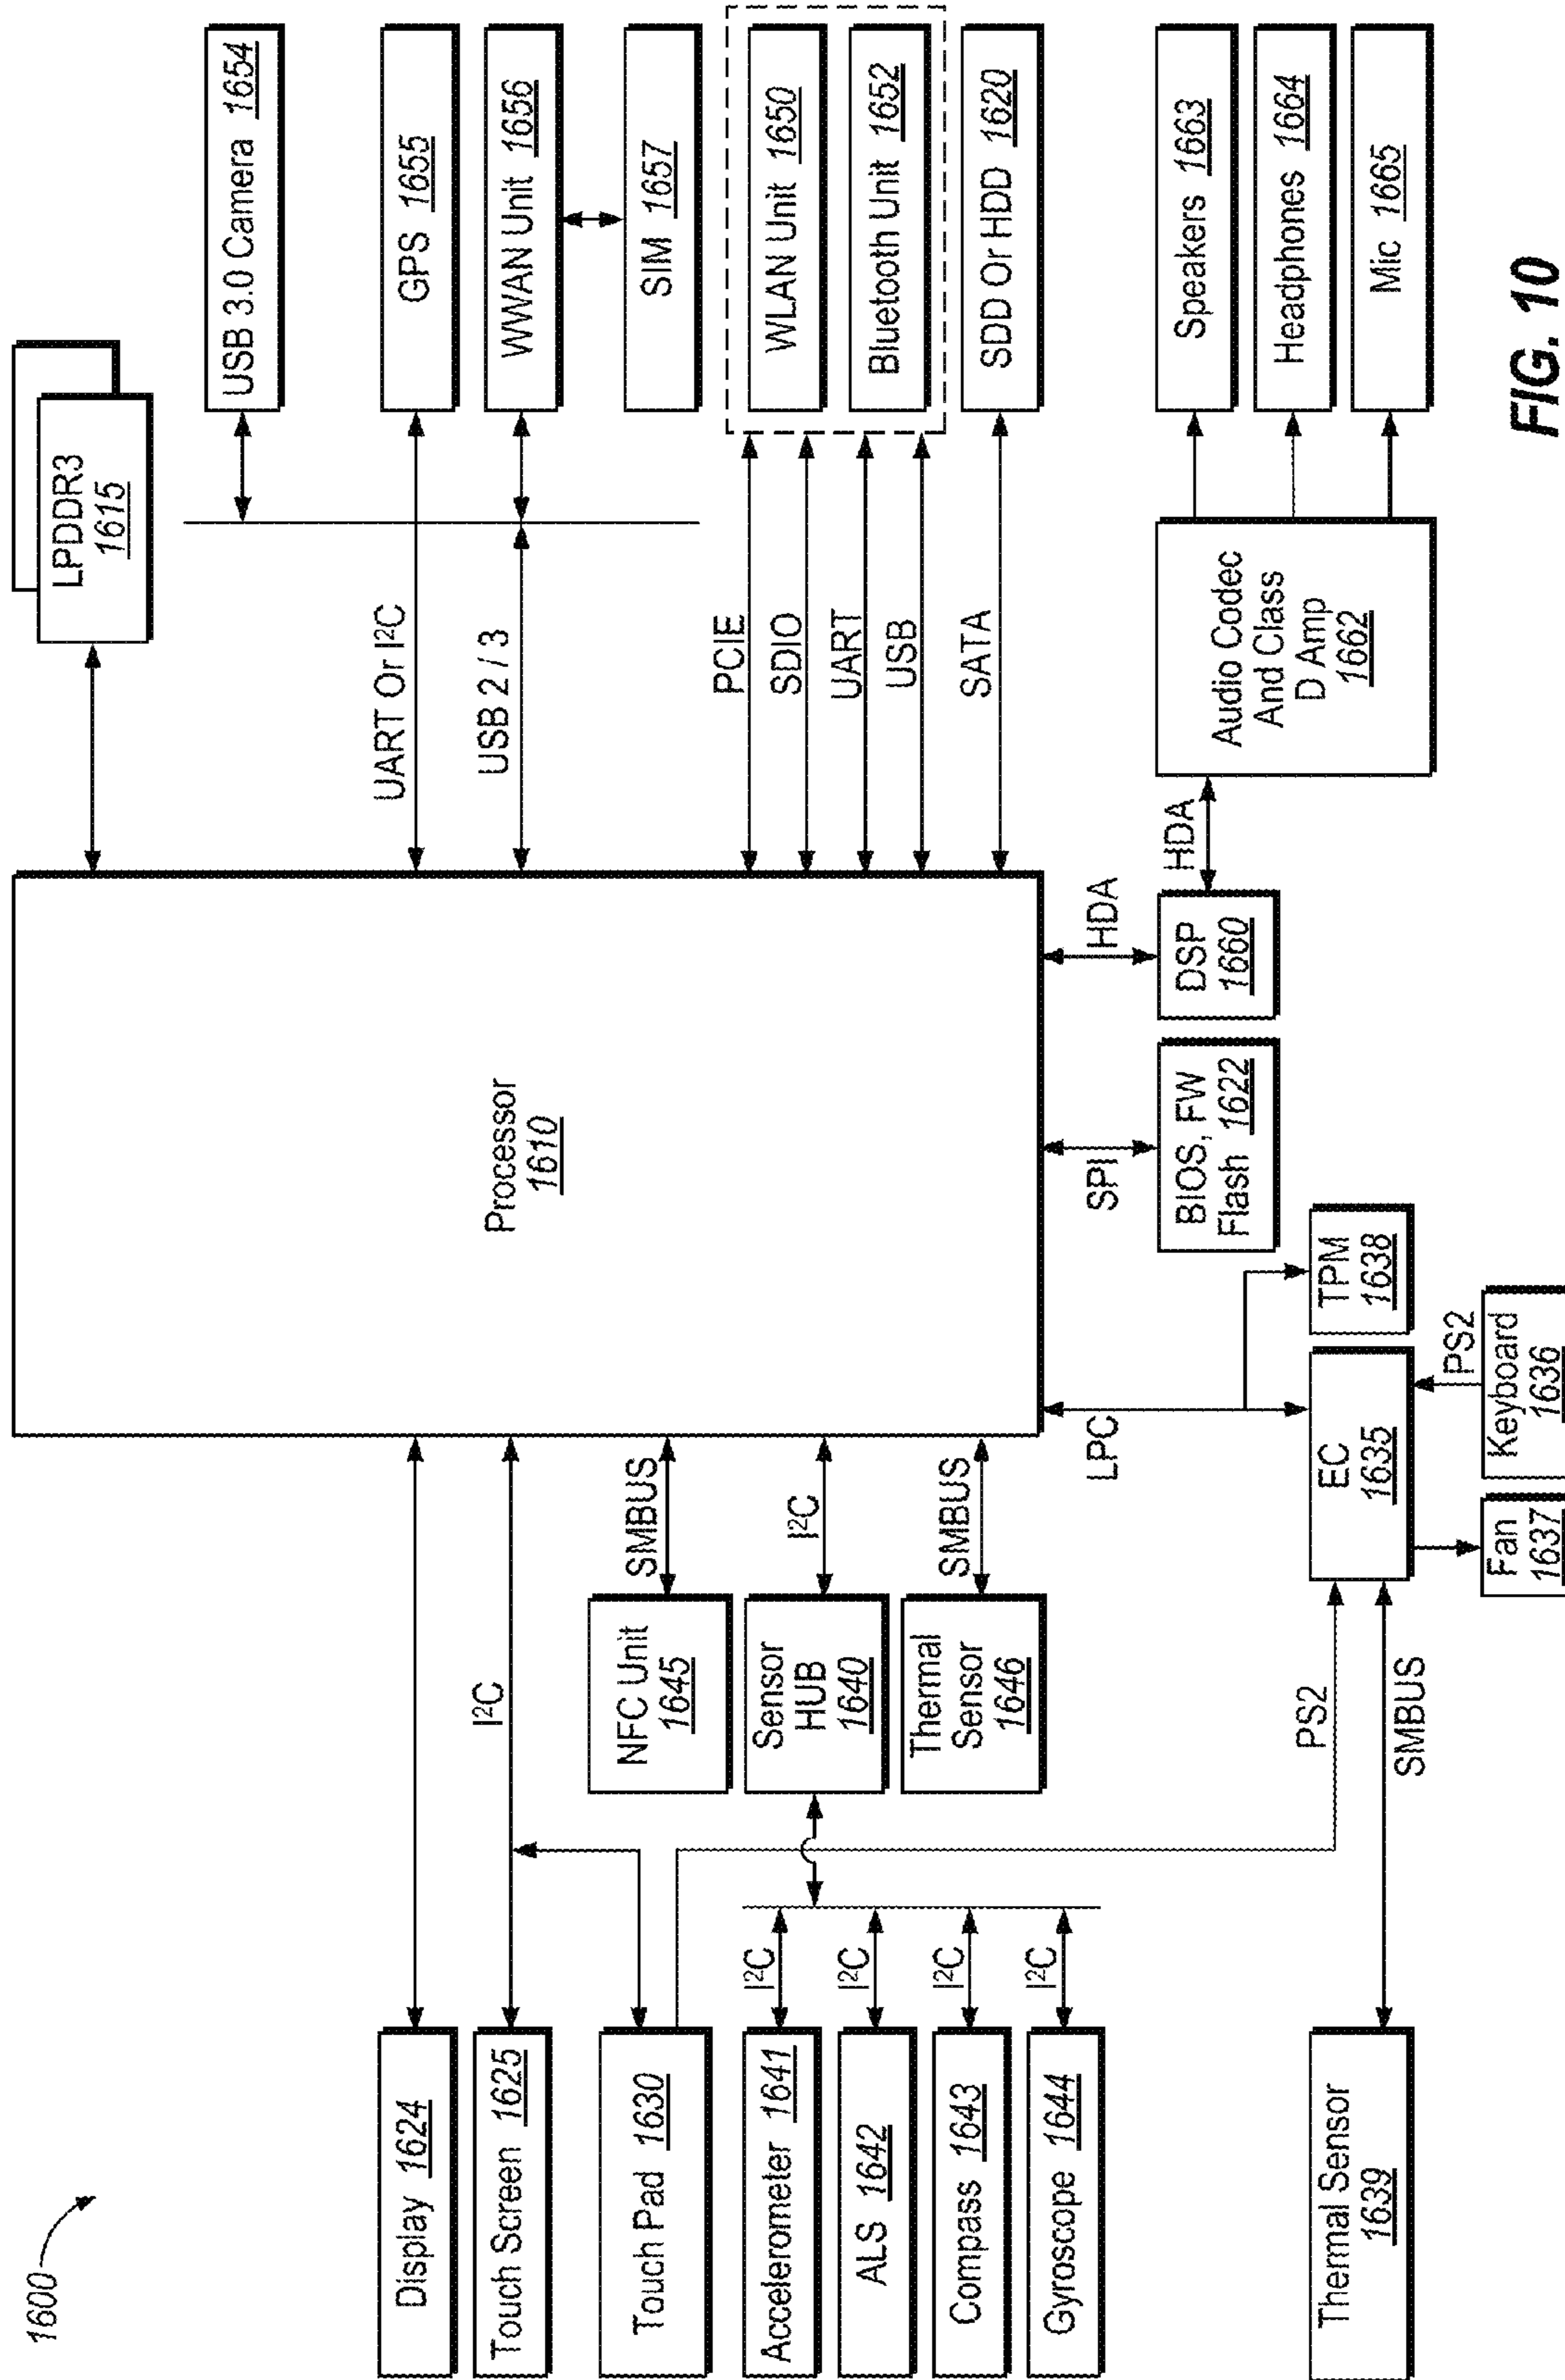 1600
LPDDR3
1615
Display 1624
Touch Screen 1625
Touch Pad 1630
Accelerometer 1641
ALS 1642
Compass 1643
Gyroscope 1644
Thermal Sensor
1639
I²C
I²C
I²C
I²C
I²C
NFC Unit
1645
Sensor
HUB
1640
Thermal
Sensor
1646
SMBUS
I²C
SMBUS
PS2
SMBUS
Processor
1610
LPC
EC
1635
TPM
1638
Fan
1637
Keyboard
1636
PS2
SPI
BIOS, FW
Flash 1622
HDA
DSP
1660
HDA
Audio Codec
And Class
D Amp
1662
UART Or I²C
USB 2 / 3
PCIE
SDIO
UART
USB
SATA
USB 3.0 Camera 1654
GPS 1655
WWAN Unit 1656
SIM 1657
WLAN Unit 1650
Bluetooth Unit 1652
SDD Or HDD 1620
Speakers 1663
Headphones 1664
Mic 1665
FIG. 10